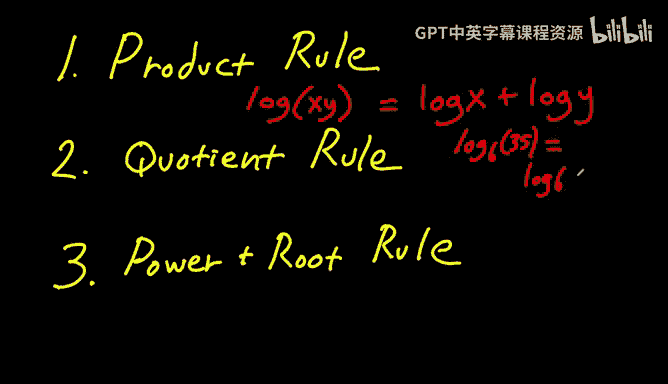 GPT中英字幕课程资源 bilibili
1. Product Rule
log(xy) = logx + logy
2. Quotient Rule
log6(35) =
log6
3. Power + Root Rule